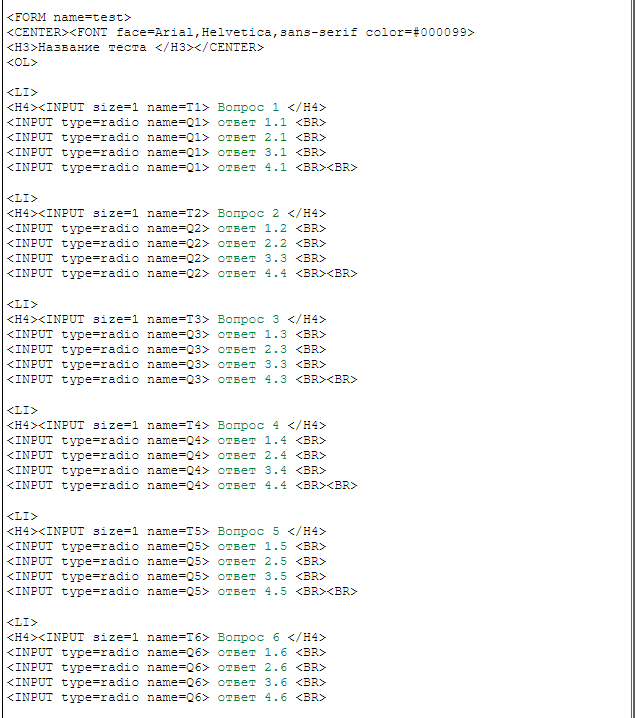 <FORM name=test>
<CENTER><FONT face=Arial,Helvetica,sans-serif color=#000099>
<H3>Название теста </H3></CENTER>
<OL>
<LI>
<H4><INPUT size=1 name=T1> Вопрос 1 </H4>
<INPUT type=radio name=Q1> ответ 1.1 <BR>
<INPUT type=radio name=Q1> ответ 2.1 <BR>
<INPUT type=radio name=Q1> ответ 3.1 <BR>
<INPUT type=radio name=Q1> ответ 4.1 <BR><BR>
<LI>
<H4><INPUT size=1 name=T2> Вопрос 2 </H4>
<INPUT type=radio name=Q2> ответ 1.2 <BR>
<INPUT type=radio name=Q2> ответ 2.2 <BR>
<INPUT type=radio name=Q2> ответ 3.3 <BR>
<INPUT type=radio name=Q2> ответ 4.4 <BR><BR>
<LI>
<H4><INPUT size=1 name=T3> Вопрос 3 </H4>
<INPUT type=radio name=Q3> ответ 1.3 <BR>
<INPUT type=radio name=Q3> ответ 2.3 <BR>
<INPUT type=radio name=Q3> ответ 3.3 <BR>
<INPUT type=radio name=Q3> ответ 4.3 <BR><BR>
<LI>
<H4><INPUT size=1 name=T4> Вопрос 4 </H4>
<INPUT type=radio name=Q4> ответ 1.4 <BR>
<INPUT type=radio name=Q4> ответ 2.4 <BR>
<INPUT type=radio name=Q4> ответ 3.4 <BR>
<INPUT type=radio name=Q4> ответ 4.4 <BR><BR>
<LI>
<H4><INPUT size=1 name=T5> Вопрос 5 </H4>
<INPUT type=radio name=Q5> ответ 1.5 <BR>
<INPUT type=radio name=Q5> ответ 2.5 <BR>
<INPUT type=radio name=Q5> ответ 3.5 <BR>
<INPUT type=radio name=Q5> ответ 4.5 <BR><BR>
<LI>
<H4><INPUT size=1 name=T6> Вопрос 6 </H4>
<INPUT type=radio name=Q6> ответ 1.6 <BR>
<INPUT type=radio name=Q6> ответ 2.6 <BR>
<INPUT type=radio name=Q6> ответ 3.6 <BR>
<INPUT type=radio name=Q6> ответ 4.6 <BR>